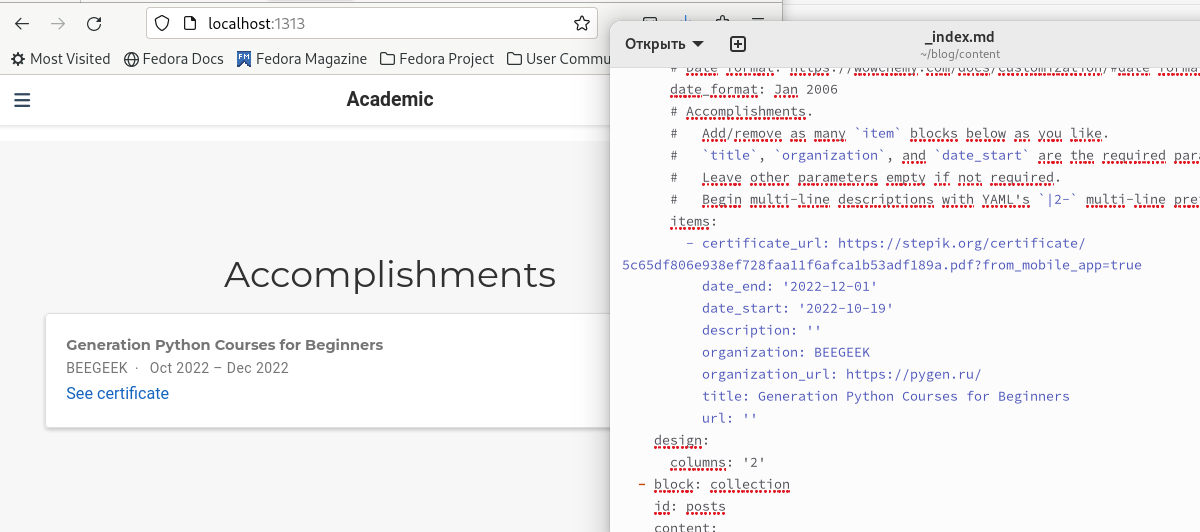 localhost:1313
Most Visited
Fedora Docs
Fedora Magazine
Fedora Project
User Commu
Academic
Accomplishments
Generation Python Courses for Beginners
BEEGEEK · Oct 2022 – Dec 2022
See certificate
Открыть
_index.md
~/blog/content
# Date format: https://wowchemy.com/docs/customization/#date-format
date_format: Jan 2006
# Accomplishments.
#   Add/remove as many `item` blocks below as you like.
#   `title`, `organization`, and `date_start` are the required par
#   Leave other parameters empty if not required.
#   Begin multi-line descriptions with YAML's `|2-` multi-line pre
items:
- certificate_url: https://stepik.org/certificate/
5c65df806e938ef728faa11f6afca1b53adf189a.pdf?from_mobile_app=true
date_end: '2022-12-01'
date_start: '2022-10-19'
description: ''
organization: BEEGEEK
organization_url: https://pygen.ru/
title: Generation Python Courses for Beginners
url: ''
design:
columns: '2'
- block: collection
id: posts
content: